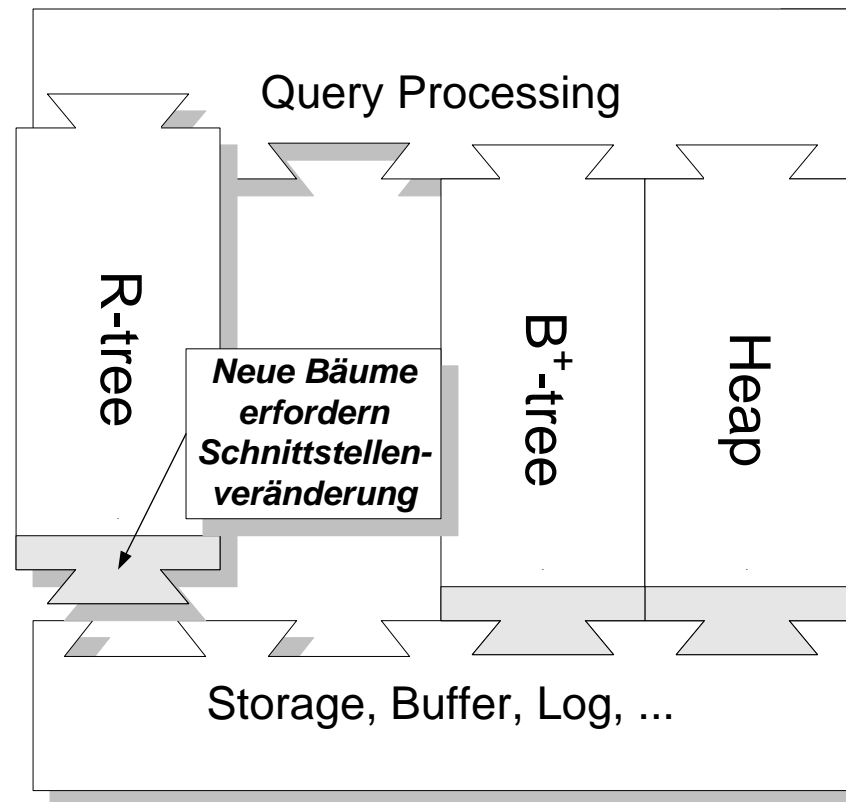 Query Processing
R-tree
Neue Bäume
erfordern
Schnittstellen-
veränderung
B⁺-tree
Heap
Storage, Buffer, Log, ...